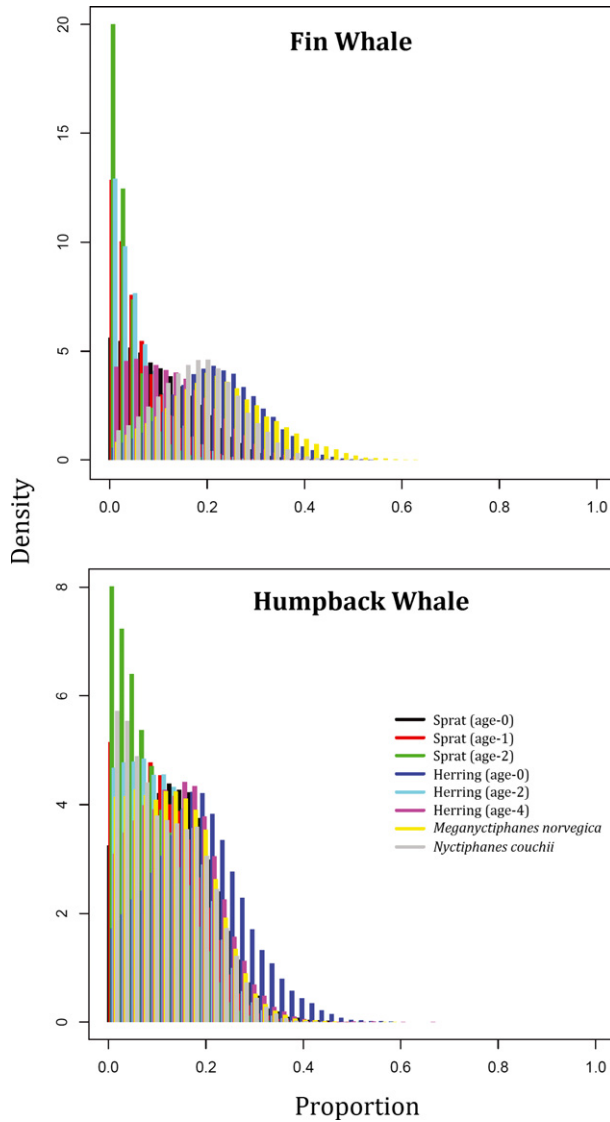 Fin Whale
20
15
10
5
0
0.0 0.2 0.4 0.6 0.8 1.0
Density
Humpback Whale
8
6
4
2
0
Sprat (age-0)
Sprat (age-1)
Sprat (age-2)
Herring (age-0)
Herring (age-2)
Herring (age-4)
Meganyctiphanes norvegica
Nyctiphanes couchii
0.0 0.2 0.4 0.6 0.8 1.0
Proportion